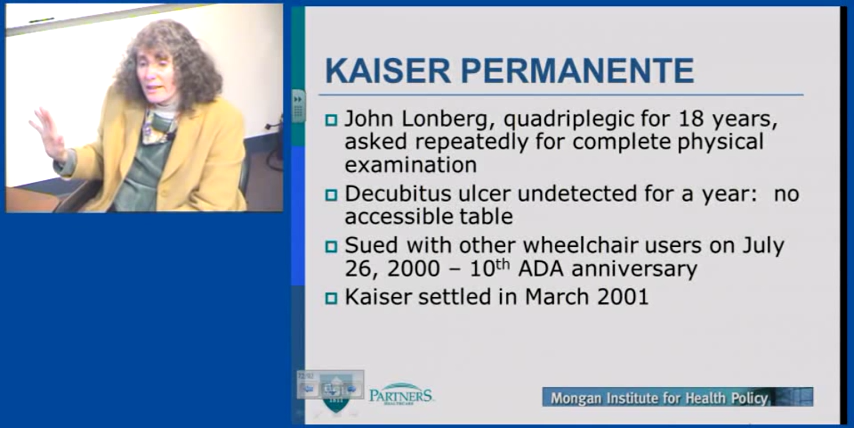 KAISER PERMANENTE
John Lonberg, quadriplegic for 18 years,
asked repeatedly for complete physical
examination
Decubitus ulcer undetected for a year: no
accessible table
Sued with other wheelchair users on July
26, 2000 – 10th ADA anniversary
Kaiser settled in March 2001
PARTNERS
Mongan Institute for Health Policy